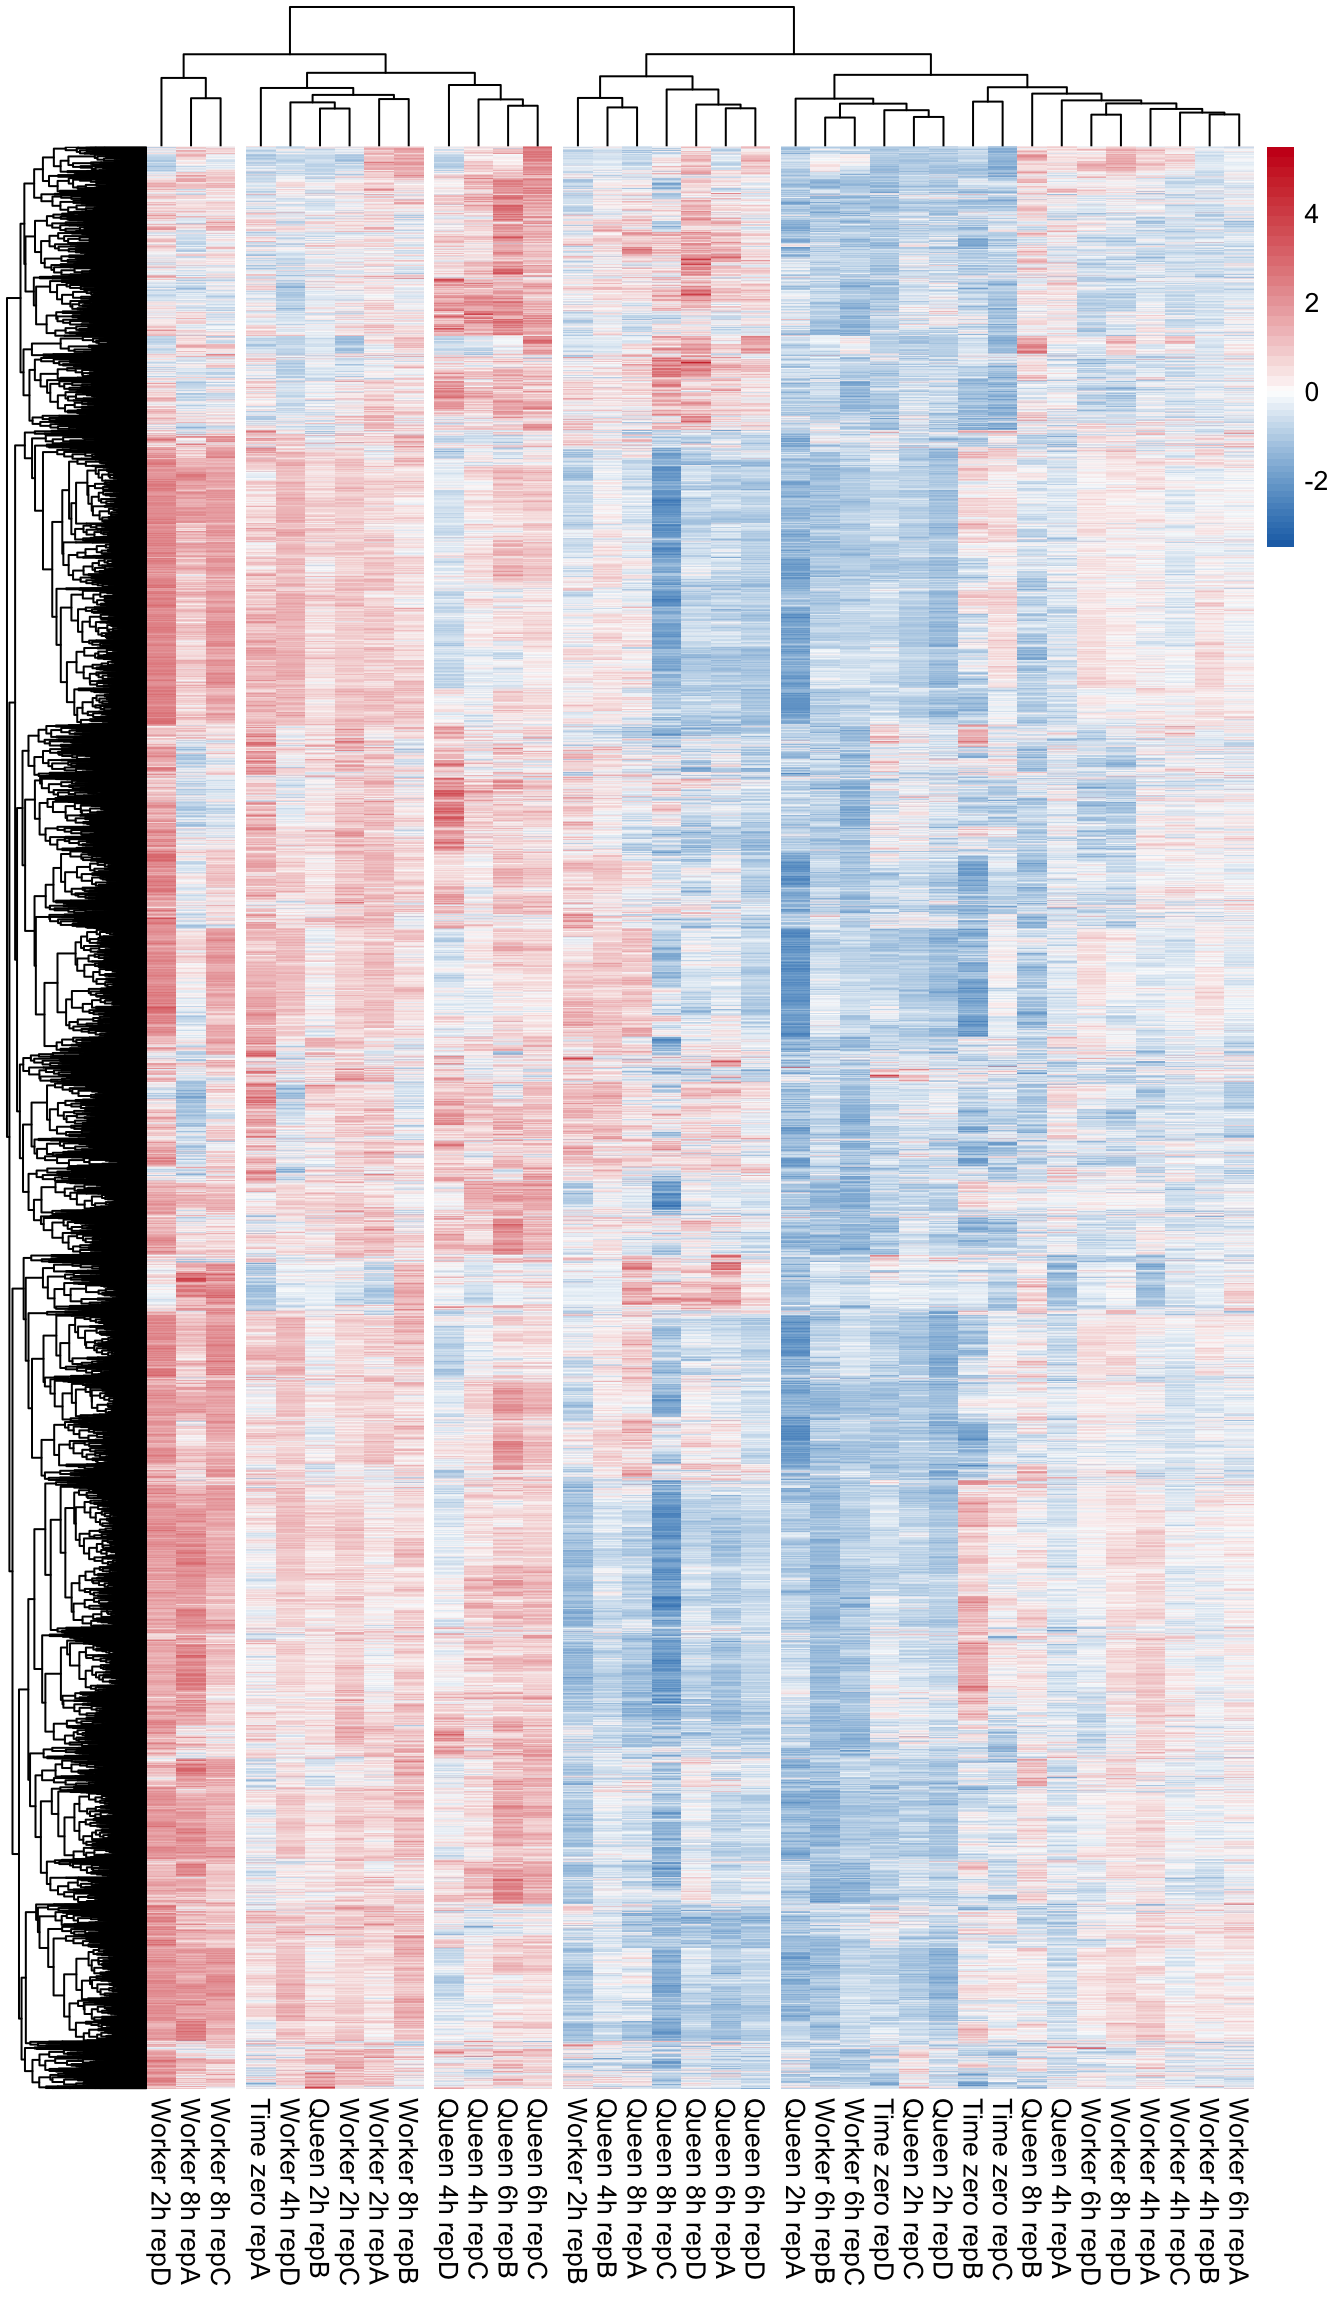 4
2
0
-2
Worker 2h repD
Worker 8h repA
Worker 8h repC
Time zero repA
Worker 4h repD
Queen 2h repB
Worker 2h repC
Worker 2h repA
Worker 8h repB
Queen 4h repD
Queen 4h repC
Queen 6h repB
Queen 6h repC
Worker 2h repB
Queen 4h repB
Queen 8h repA
Queen 8h repC
Queen 8h repD
Queen 6h repA
Queen 6h repD
Queen 2h repA
Worker 6h repB
Worker 6h repC
Time zero repD
Queen 2h repC
Queen 2h repD
Time zero repB
Time zero repC
Queen 8h repB
Queen 4h repA
Worker 6h repD
Worker 8h repD
Worker 4h repA
Worker 4h repC
Worker 4h repB
Worker 6h repA